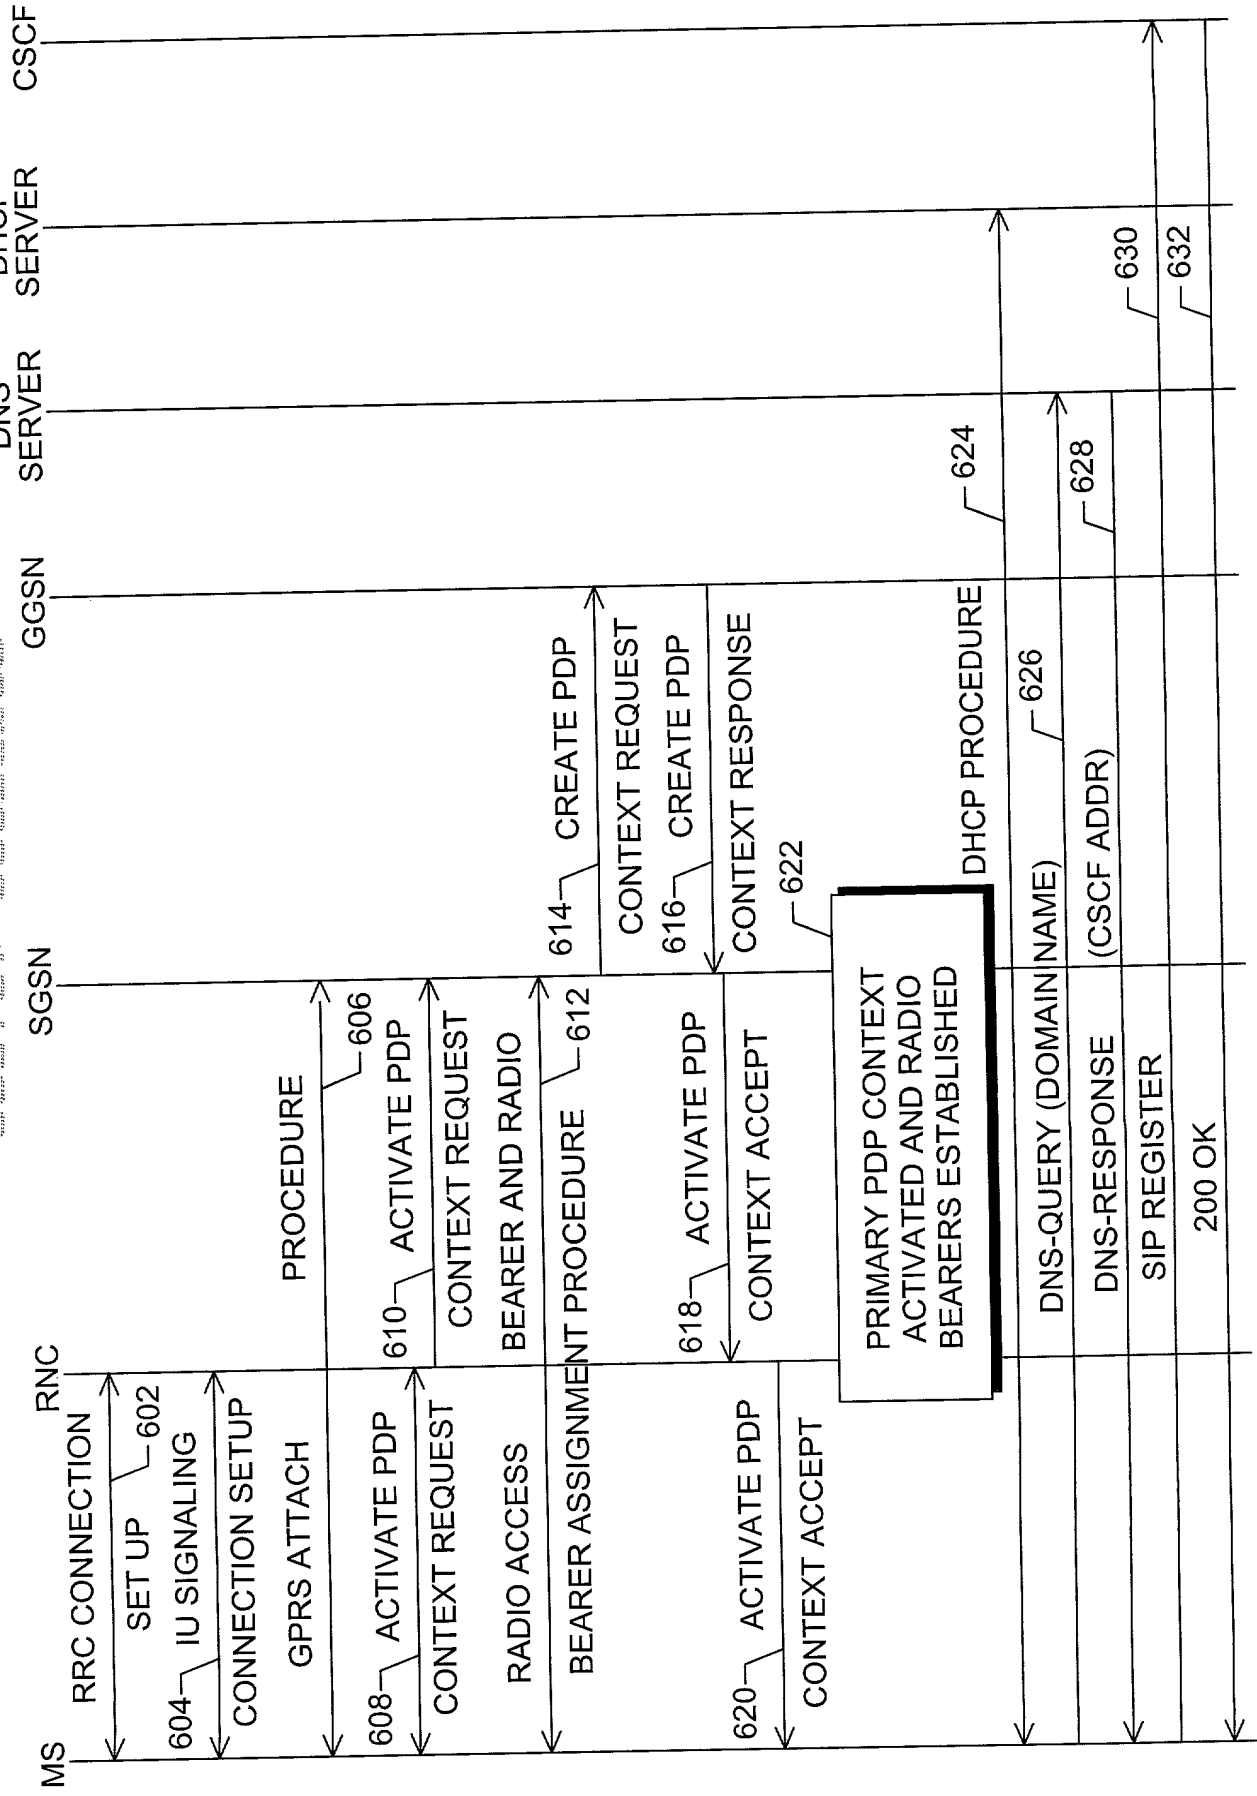 MS
RNC
SGSN
GGSN
DNS
SERVER
DHCP
SERVER
CSCF
RRC CONNECTION
SET UP
602
604
IU SIGNALING
CONNECTION SETUP
GPRS ATTACH
PROCEDURE
606
608
ACTIVATE PDP
CONTEXT REQUEST
610
ACTIVATE PDP
CONTEXT REQUEST
RADIO ACCESS
BEARER AND RADIO
BEARER ASSIGNMENT PROCEDURE
612
614
CREATE PDP
CONTEXT REQUEST
616
CREATE PDP
CONTEXT RESPONSE
618
ACTIVATE PDP
CONTEXT ACCEPT
620
ACTIVATE PDP
CONTEXT ACCEPT
622
PRIMARY PDP CONTEXT
ACTIVATED AND RADIO
BEARERS ESTABLISHED
DHCP PROCEDURE
624
DNS-QUERY (DOMAIN NAME)
626
DNS-RESPONSE
(CSCF ADDR)
628
SIP REGISTER
630
200 OK
632